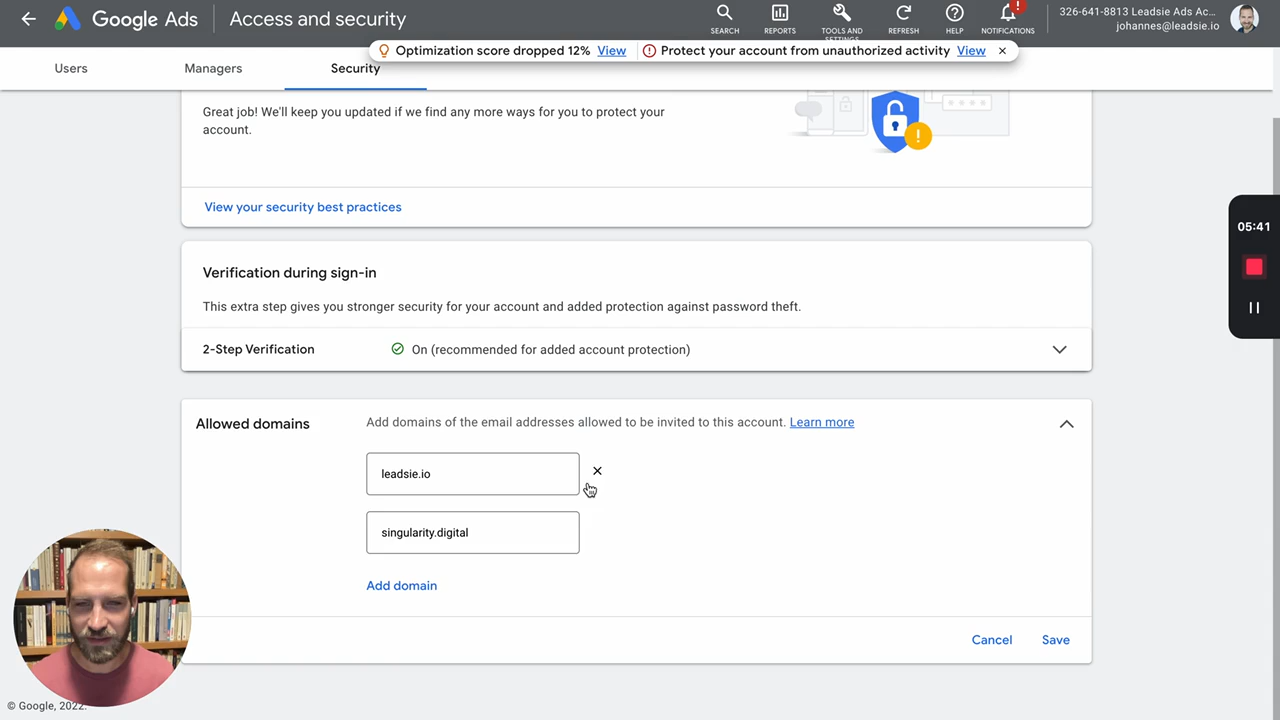 Google Ads
Access and security
SEARCH
REPORTS
TOOLS AND
SETTINGS
REFRESH
HELP
!
NOTIFICATIONS
326-641-8813 Leadsie Ads Ac...
johannes@leadsie.io
Optimization score dropped 12% View
Protect your account from unauthorized activity View
Users
Managers
Security
Great job! We'll keep you updated if we find any more ways for you to protect your
account.
View your security best practices
05:41
Verification during sign-in
This extra step gives you stronger security for your account and added protection against password theft.
2-Step Verification
On (recommended for added account protection)
Allowed domains
Add domains of the email addresses allowed to be invited to this account. Learn more
leadsie.io
singularity.digital
Add domain
Cancel
Save
© Google, 2022.